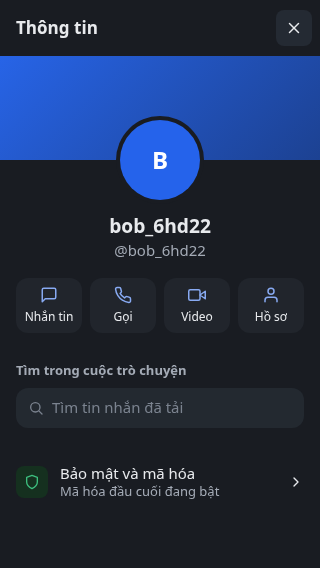 Thông tin
B
bob_6hd22
@bob_6hd22
Nhắn tin
Gọi
Video
Hồ sơ
Tìm trong cuộc trò chuyện
Tìm tin nhắn đã tải
Bảo mật và mã hóa
Mã hóa đầu cuối đang bật